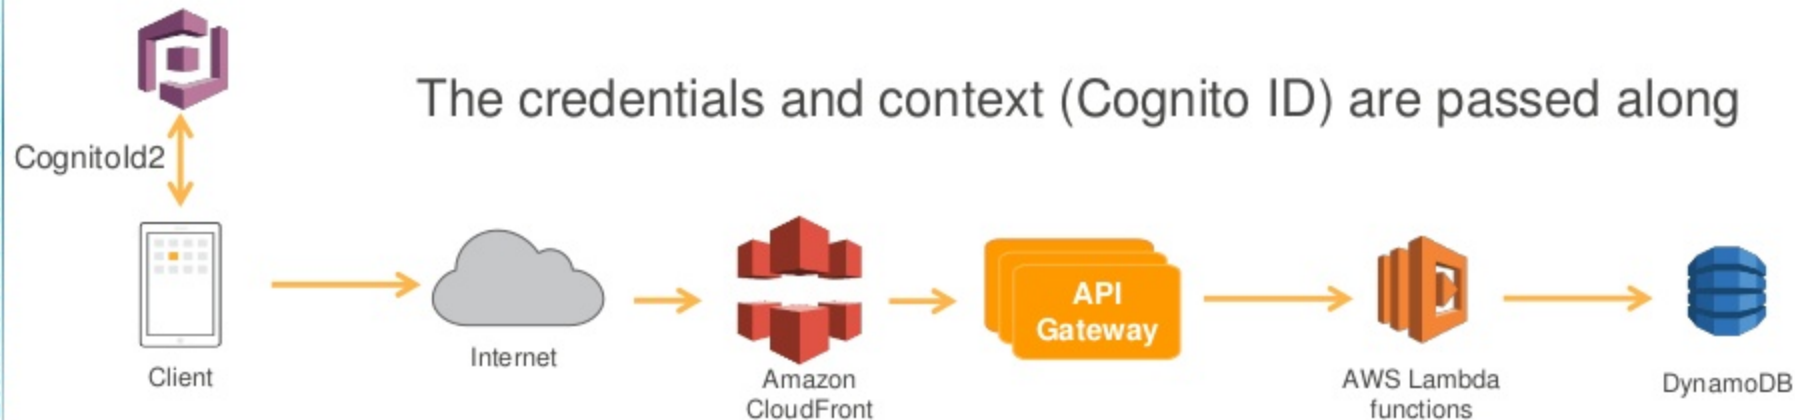 The credentials and context (Cognito ID) are passed along
CognitoId2
Client
Internet
Amazon
CloudFront
API
Gateway
AWS Lambda
functions
DynamoDB